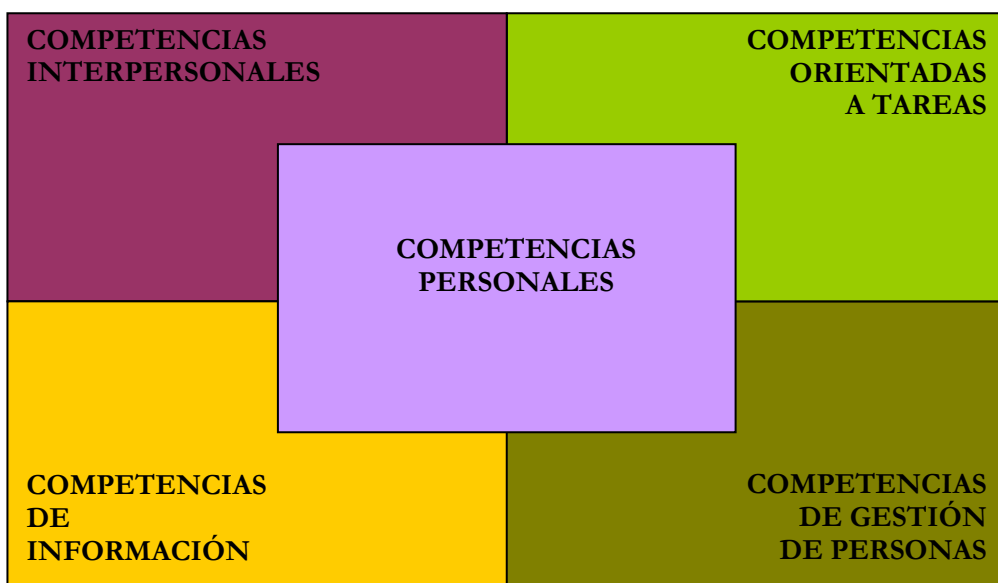 COMPETENCIAS
INTERPERSONALES
COMPETENCIAS
ORIENTADAS
A TAREAS
COMPETENCIAS
PERSONALES
COMPETENCIAS
DE
INFORMACIÓN
COMPETENCIAS
DE GESTIÓN
DE PERSONAS